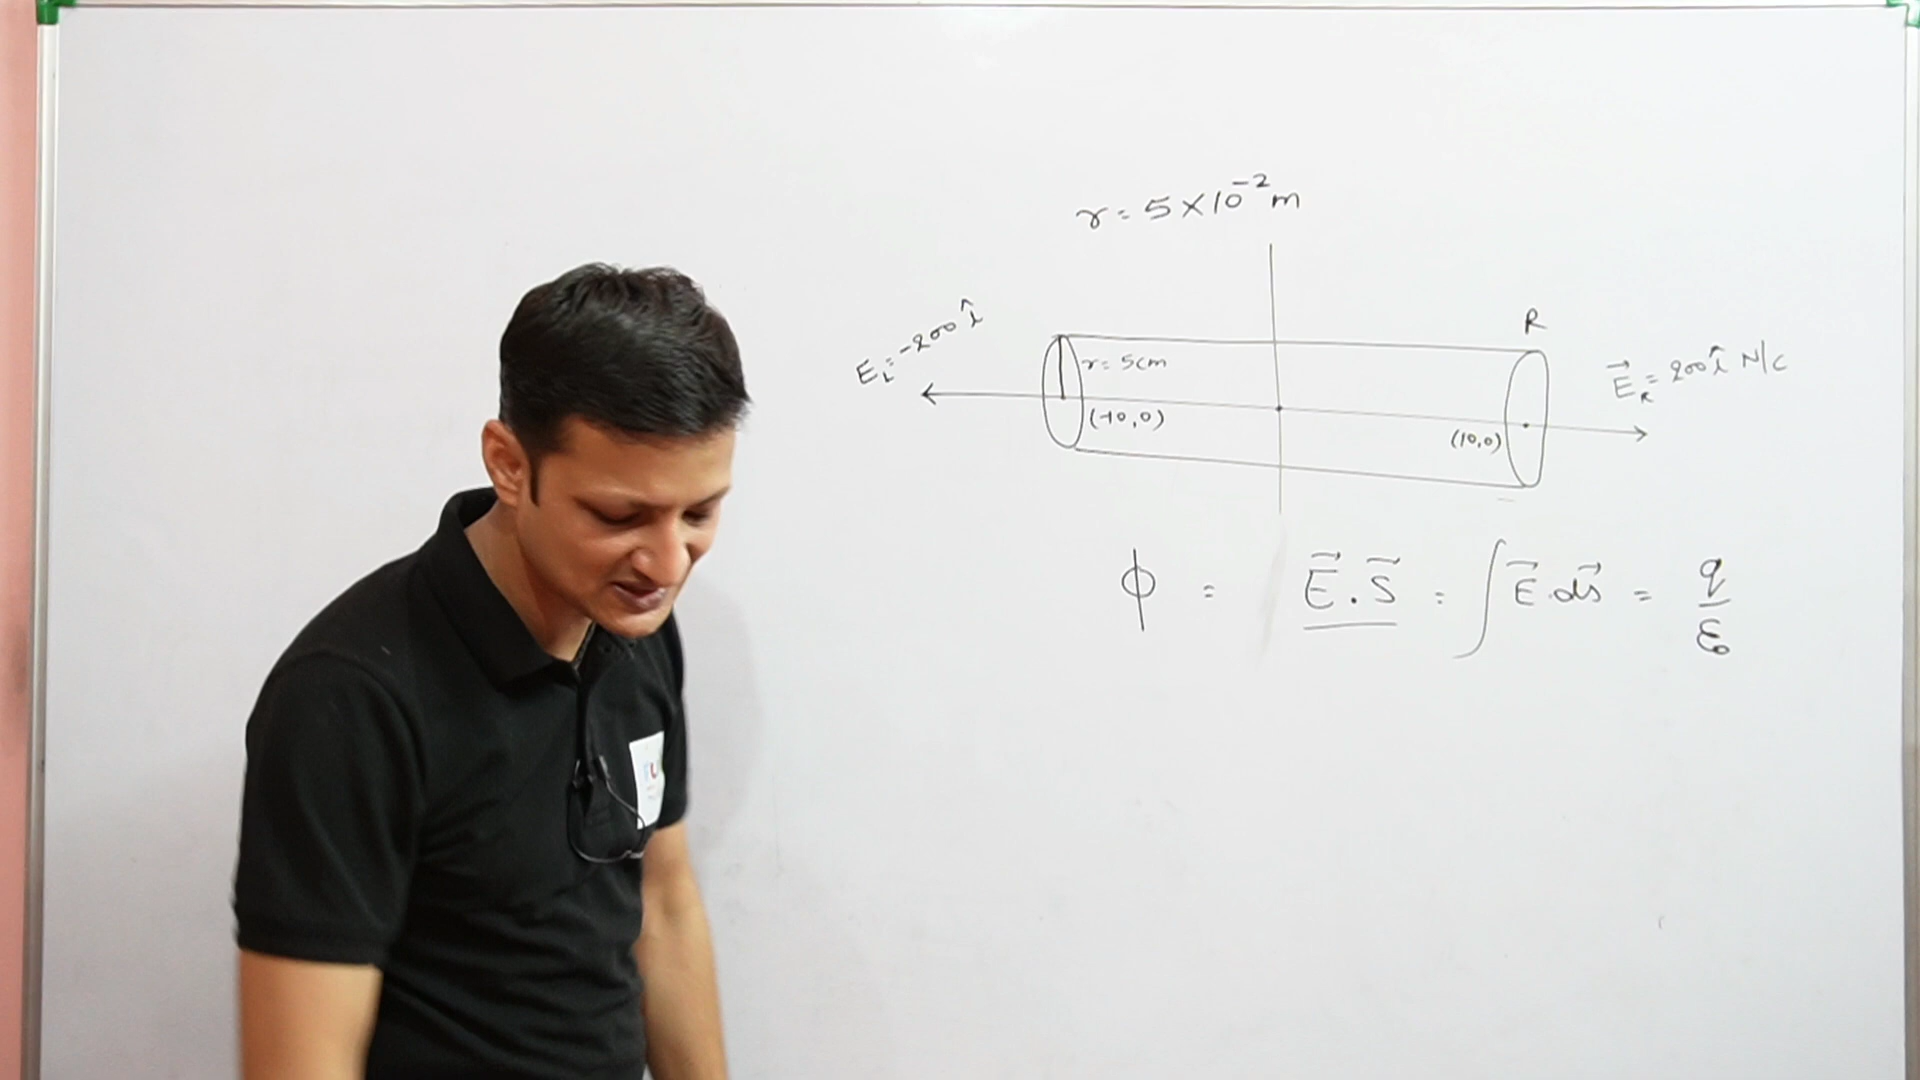 r = 5 × 10⁻² m
E_L = -200 î
R
r = 5cm
E⃗_R = 200 î N/C
(-10,0)
(10,0)
ϕ = E⃗ . S⃗ = ∫ E⃗ . ds⃗ = q/ε₀